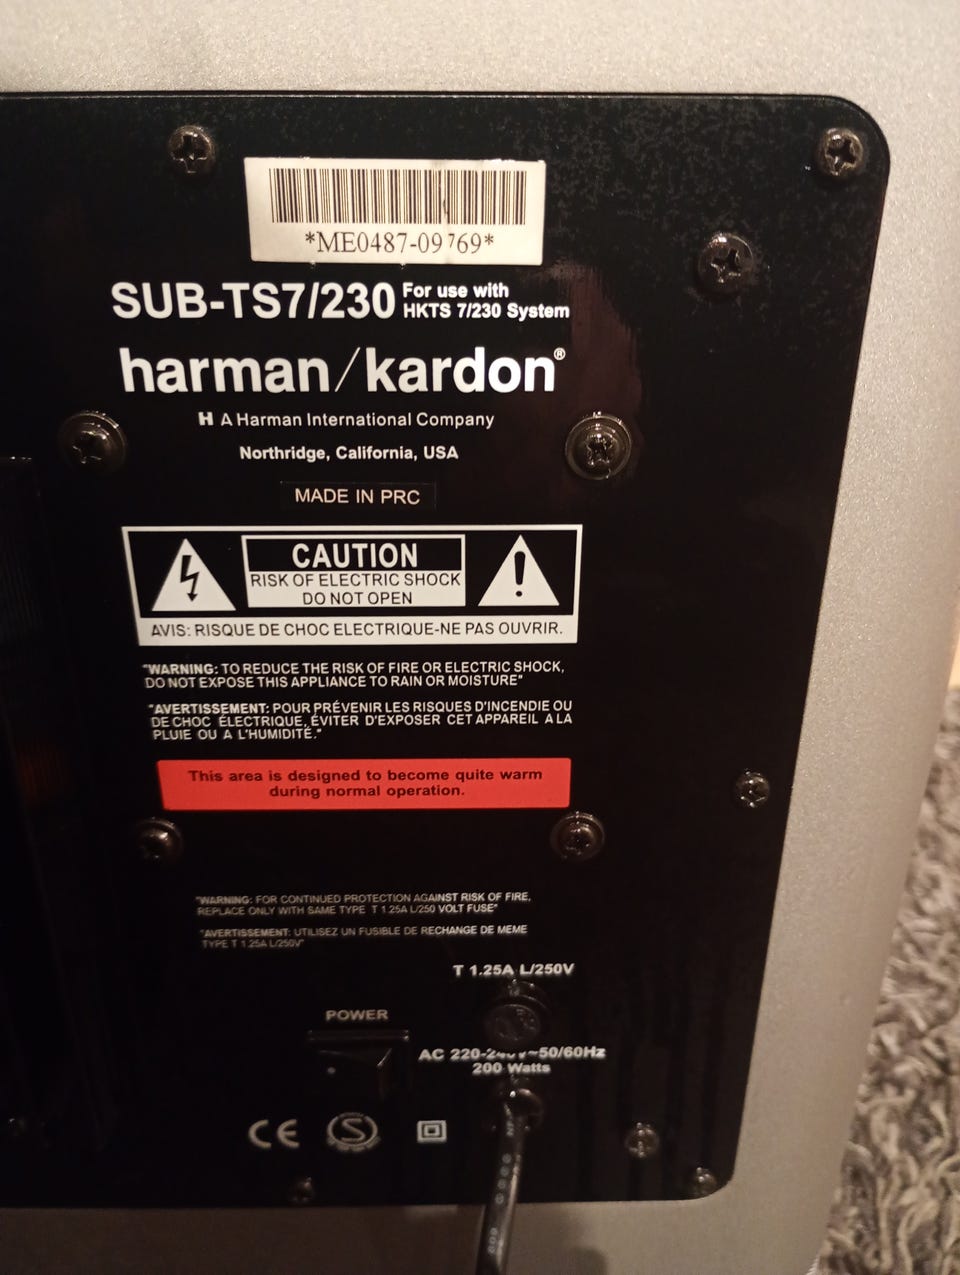 *ME0487-09769*
SUB-TS7/230 For use with
HKTS 7/230 System
harman/kardon®
H A Harman International Company
Northridge, California, USA
MADE IN PRC
CAUTION
RISK OF ELECTRIC SHOCK
DO NOT OPEN
AVIS: RISQUE DE CHOC ELECTRIQUE-NE PAS OUVRIR.
"WARNING: TO REDUCE THE RISK OF FIRE OR ELECTRIC SHOCK,
DO NOT EXPOSE THIS APPLIANCE TO RAIN OR MOISTURE"
"AVERTISSEMENT: POUR PRÉVENIR LES RISQUES D'INCENDIE OU
DE CHOC ÉLECTRIQUE, ÉVITER D'EXPOSER CET APPAREIL A LA
PLUIE OU A L'HUMIDITÉ."
This area is designed to become quite warm
during normal operation.
"WARNING: FOR CONTINUED PROTECTION AGAINST RISK OF FIRE,
REPLACE ONLY WITH SAME TYPE T 1.25A L/250 VOLT FUSE"
"AVERTISSEMENT: UTILISEZ UN FUSIBLE DE RECHANGE DE MEME
TYPE T 1.25A L/250V"
T 1.25A L/250V
POWER
AC 220-240V~50/60Hz
200 Watts
CE S